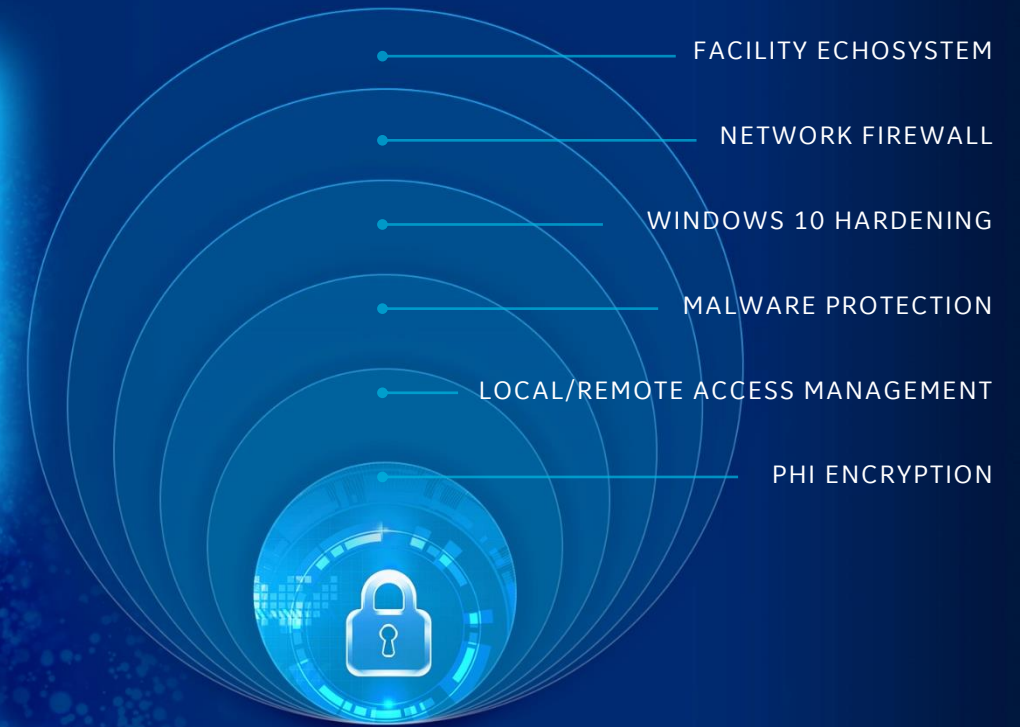 FACILITY ECHOSYSTEM
NETWORK FIREWALL
WINDOWS 10 HARDENING
MALWARE PROTECTION
LOCAL/REMOTE ACCESS MANAGEMENT
PHI ENCRYPTION